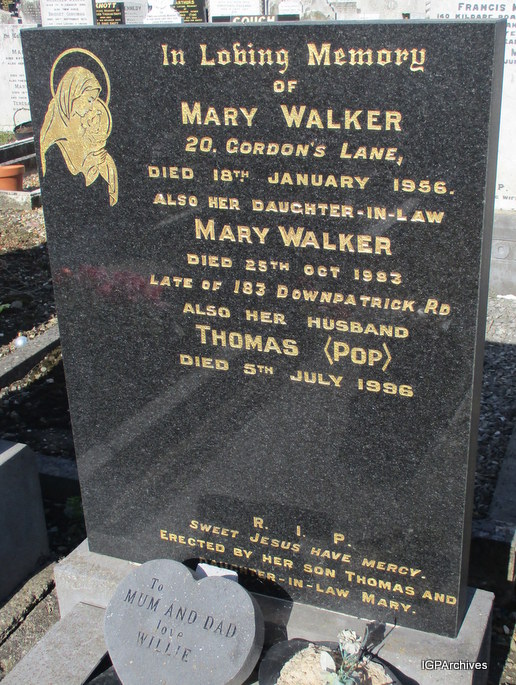 In Loving Memory
OF
MARY WALKER
20, GORDON'S LANE,
DIED 18TH JANUARY 1956.
ALSO HER DAUGHTER-IN-LAW
MARY WALKER
DIED 25TH OCT 1983
LATE OF 183 DOWNPATRICK RD
ALSO HER HUSBAND
THOMAS (POP)
DIED 5TH JULY 1996
R. I. P.
SWEET JESUS HAVE MERCY.
ERECTED BY HER SON THOMAS AND
DAUGHTER-IN-LAW MARY.
To
MUM AND DAD
love
WILLIE
FRANCIS
IGPArchives